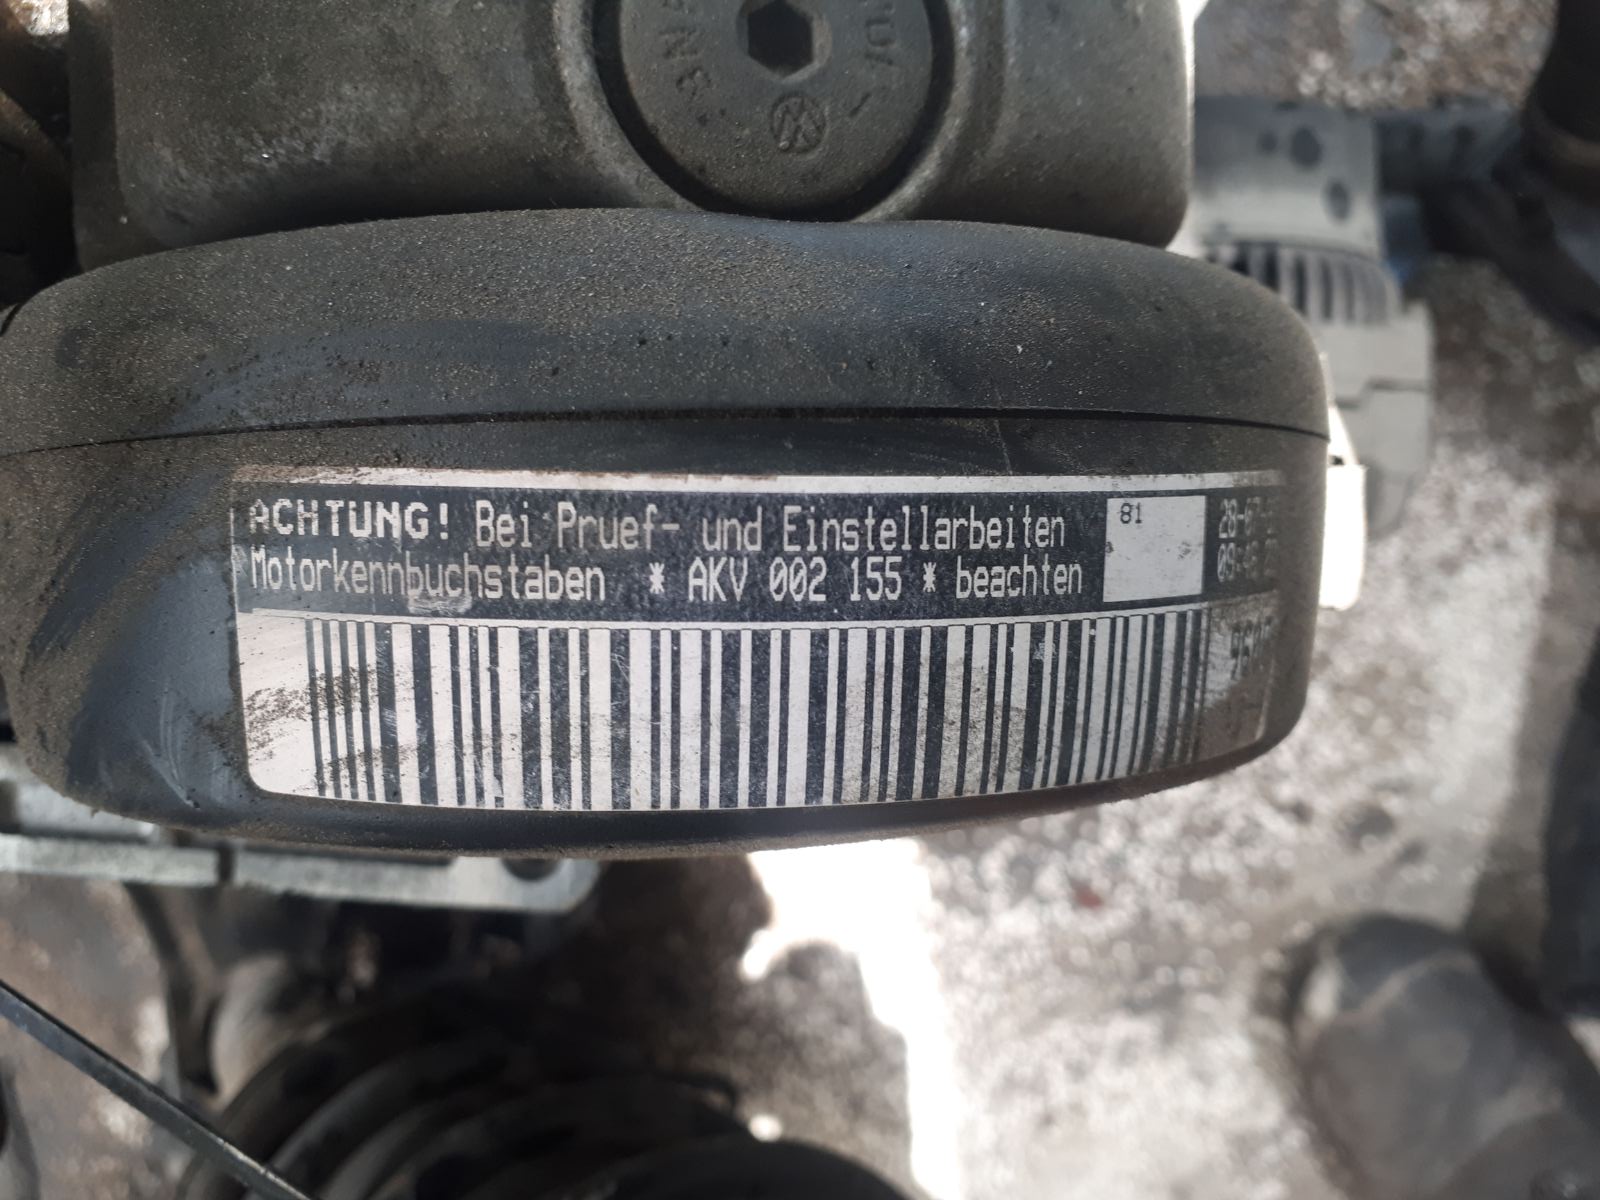 ACHTUNG! Bei Pruef- und Einstellarbeiten
Motorkennbuchstaben * AKV 002 155 * beachten
81